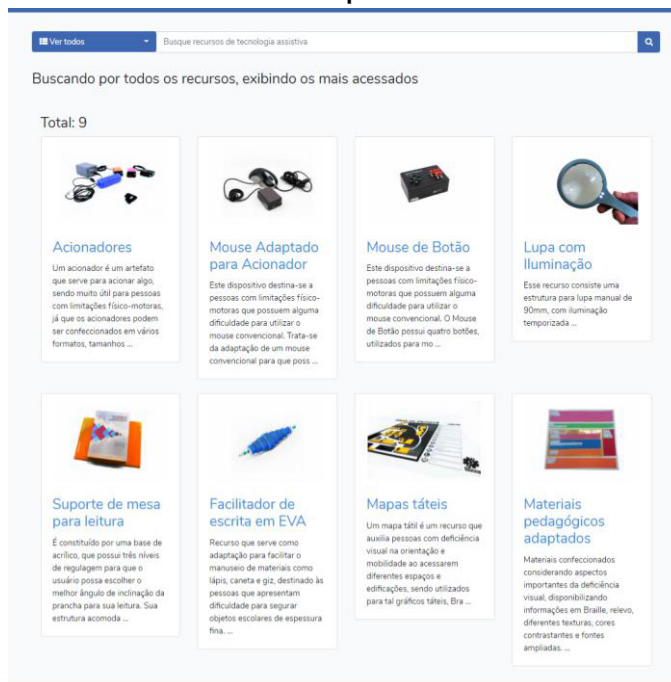 Ver todos
Busque recursos de tecnologia assistiva
Buscando por todos os recursos, exibindo os mais acessados
Total: 9
Acionadores
Um acionador é um artefato
que serve para acionar algo,
sendo muito útil para pessoas
com limitações físico-motoras,
já que os acionadores podem
ser confeccionados em vários
formatos, tamanhos ...
Mouse Adaptado
para Acionador
Este dispositivo destina-se a
pessoas com limitações físico-
motoras que possuem alguma
dificuldade para utilizar o
mouse convencional. Trata-se
da adaptação de um mouse
convencional para que poss ...
Mouse de Botão
Este dispositivo destina-se a
pessoas com limitações físico-
motoras que possuem alguma
dificuldade para utilizar o
mouse convencional. O Mouse
de Botão possui quatro botões,
utilizados para mo ...
Lupa com
Iluminação
Esse recurso consiste uma
estrutura para lupa manual de
90mm, com iluminação
temporizada ...
Suporte de mesa
para leitura
É constituído por uma base de
acrílico, que possui três níveis
de regulagem para que o
usuário possa escolher o
melhor ângulo de inclinação da
prancha para sua leitura. Sua
estrutura acomoda ...
Facilitador de
escrita em EVA
Recurso que serve como
adaptação para facilitar o
manuseio de materiais como
lápis, caneta e giz, destinado às
pessoas que apresentam
dificuldade para segurar
objetos escolares de espessura
fina. ...
Mapas táteis
Um mapa tátil é um recurso que
auxilia pessoas com deficiência
visual na orientação e
mobilidade ao acessarem
diferentes espaços e
edificações, sendo utilizados
para tal gráficos táteis, Bra ...
Materiais
pedagógicos
adaptados
Materiais confeccionados
considerando aspectos
importantes da deficiência
visual, disponibilizando
informações em Braille, relevo,
diferentes texturas, cores
contrastantes e fontes
ampliadas. ...